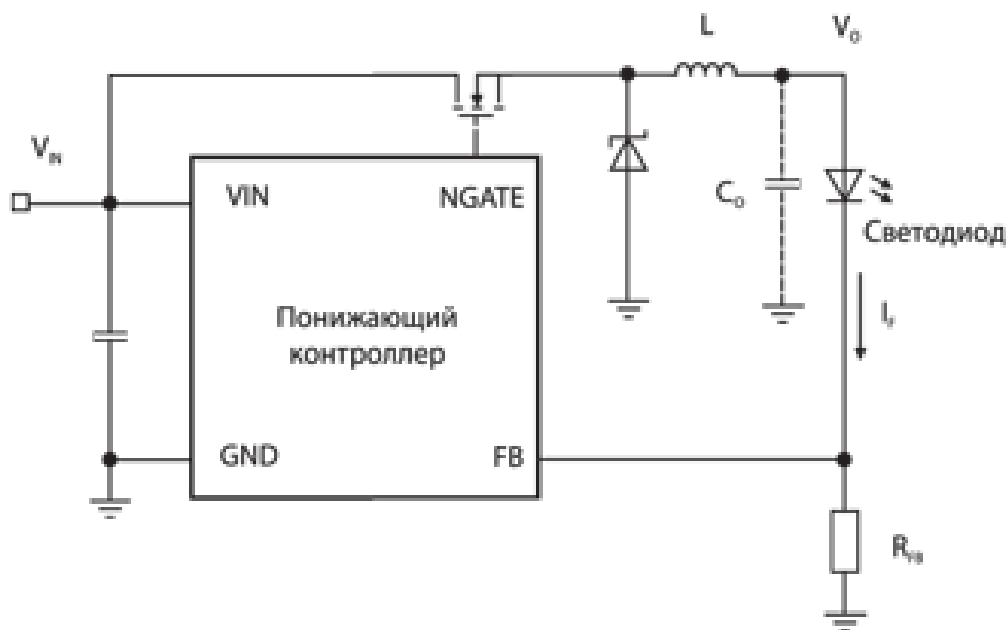 L
V₀
V_IN
VIN
NGATE
C₀
Светодиод
Понижающий
контроллер
I_F
GND
FB
R_FB